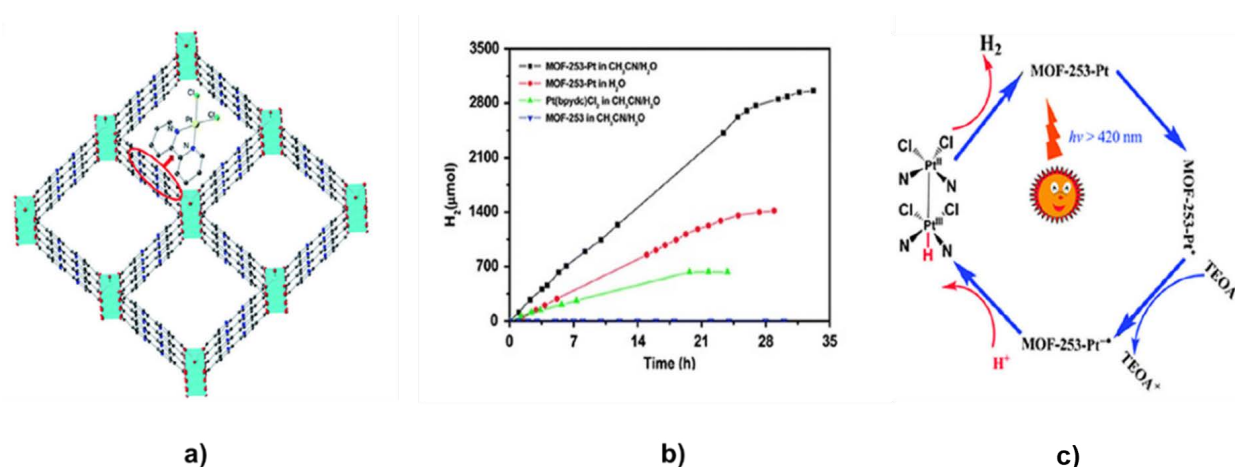 Cl
Pt
Cl
N
N
a)
3500
2800
2100
1400
700
0
H₂(μmol)
MOF-253-Pt in CH₃CN/H₂O
MOF-253-Pt in H₂O
Pt(bpydc)Cl₂ in CH₃CN/H₂O
MOF-253 in CH₃CN/H₂O
0 7 14 21 28 35
Time (h)
b)
H₂
MOF-253-Pt
hν > 420 nm
Cl Cl
Ptᴵᴵ
N N
Cl Cl
Ptᴵᴵᴵ
N N
H
MOF-253-Pt*
TEOA
MOF-253-Pt⁻•
TEOA⁺
H⁺
c)